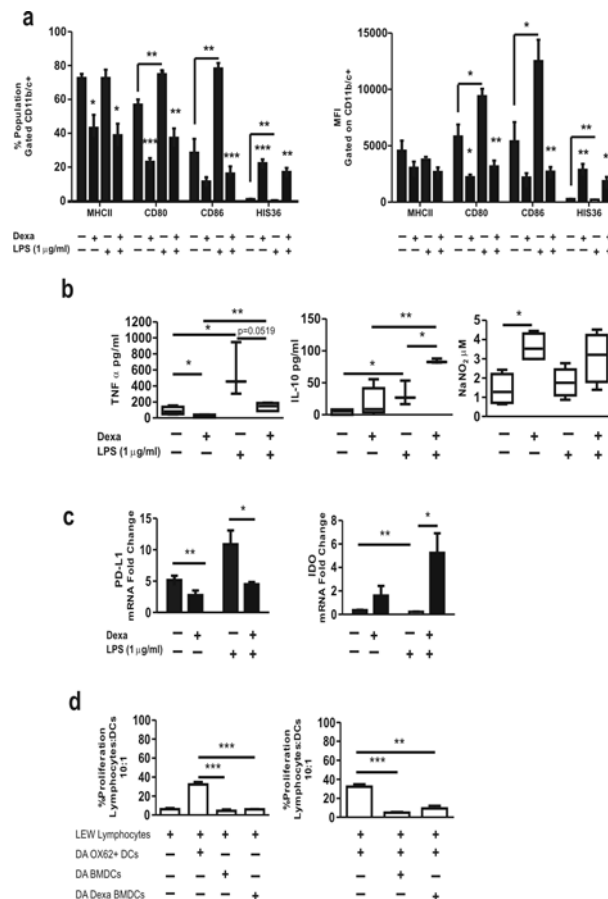 a
% Population
Gated CD11b/c+
100
80
60
40
20
0
** ** **
* * *** ** *** *** **
MHCII CD80 CD86 HIS36
Dexa − + − + − + − + − + − + − + − +
LPS (1 μg/ml) − − + + − − + + − − + + − − + +
MFI
Gated on CD11b/c+
15000
10000
5000
0
* * **
* ** ** ** *
MHCII CD80 CD86 HIS36
− + − + − + − + − + − + − + − +
− − + + − − + + − − + + − − + +
b
TNF α pg/ml
1200
1000
800
600
400
200
0
**
*
p=0.0519
*
Dexa − + − +
LPS (1 μg/ml) − − + +
IL-10 pg/ml
150
100
50
0
**
*
*
− + − +
− − + +
NaNO₂ μM
6
5
4
3
2
1
0
*
− + − +
− − + +
c
PD-L1
mRNA Fold Change
15
10
5
0
*
**
Dexa − + − +
LPS (1 μg/ml) − − + +
IDO
mRNA Fold Change
8
6
4
2
0
*
**
− + − +
− − + +
d
%Proliferation
Lymphocytes:DCs
10:1
100
80
60
40
20
0
***
***
LEW Lymphocytes + + + +
DA OX62+ DCs − + − −
DA BMDCs − − + −
DA Dexa BMDCs − − − +
%Proliferation
Lymphocytes:DCs
10:1
100
80
60
40
20
0
**
***
+ + +
+ + +
− + −
− − +